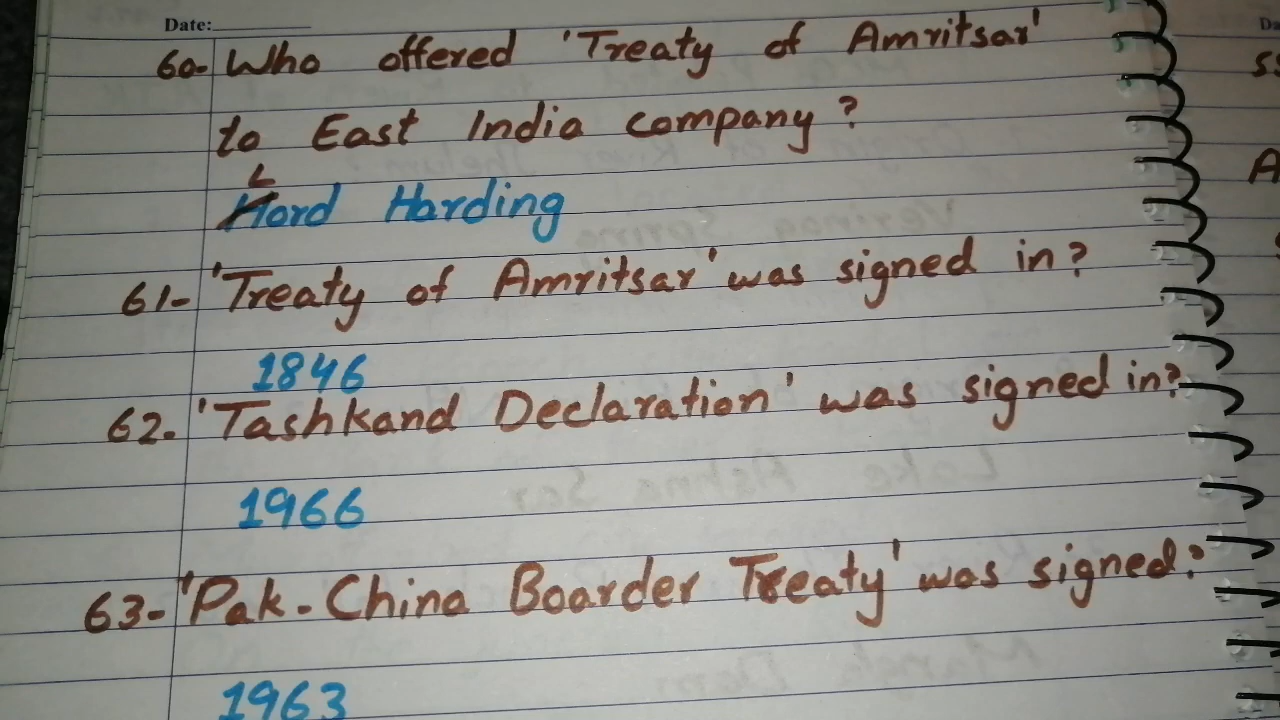 Date:
60- Who offered 'Treaty of Amritsar'
to East India company?
Lord Harding
61- 'Treaty of Amritsar' was signed in?
1846
62. 'Tashkand Declaration' was signed in?
1966
63- 'Pak-China Boarder Treaty' was signed?
1963